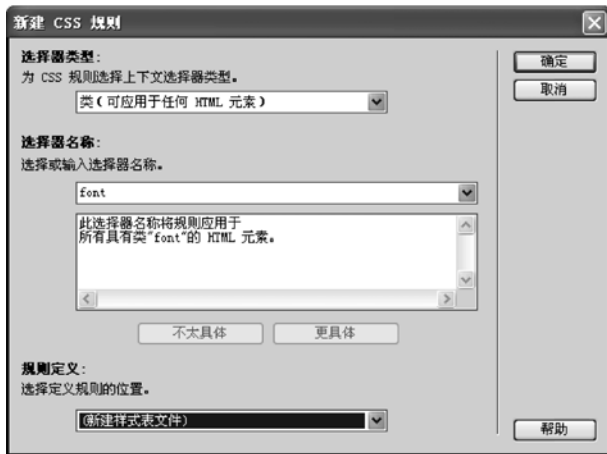 新建 CSS 规则
选择器类型:
为 CSS 规则选择上下文选择器类型。
类(可应用于任何 HTML 元素)
确定
取消
选择器名称:
选择或输入选择器名称。
font
此选择器名称将规则应用于
所有具有类"font"的 HTML 元素。
不太具体
更具体
规则定义:
选择定义规则的位置。
(新建样式表文件)
帮助